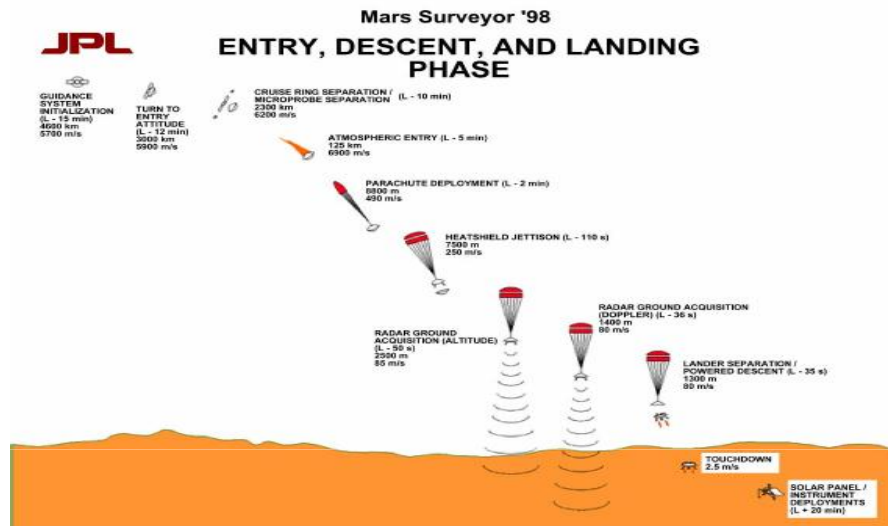 Mars Surveyor '98
JPL
ENTRY, DESCENT, AND LANDING
PHASE
GUIDANCE
SYSTEM
INITIALIZATION
(L - 15 min)
4600 km
5700 m/s
TURN TO
ENTRY
ATTITUDE
(L - 12 min)
3000 km
5900 m/s
CRUISE RING SEPARATION /
MICROPROBE SEPARATION (L - 10 min)
2300 km
6200 m/s
ATMOSPHERIC ENTRY (L - 5 min)
125 km
6900 m/s
PARACHUTE DEPLOYMENT (L - 2 min)
8800 m
490 m/s
HEATSHIELD JETTISON (L - 110 s)
7500 m
250 m/s
RADAR GROUND
ACQUISITION (ALTITUDE)
(L - 50 s)
2500 m
85 m/s
RADAR GROUND ACQUISITION
(DOPPLER) (L - 36 s)
1400 m
80 m/s
LANDER SEPARATION /
POWERED DESCENT (L - 35 s)
1300 m
80 m/s
TOUCHDOWN
2.5 m/s
SOLAR PANEL /
INSTRUMENT
DEPLOYMENTS
(L + 20 min)